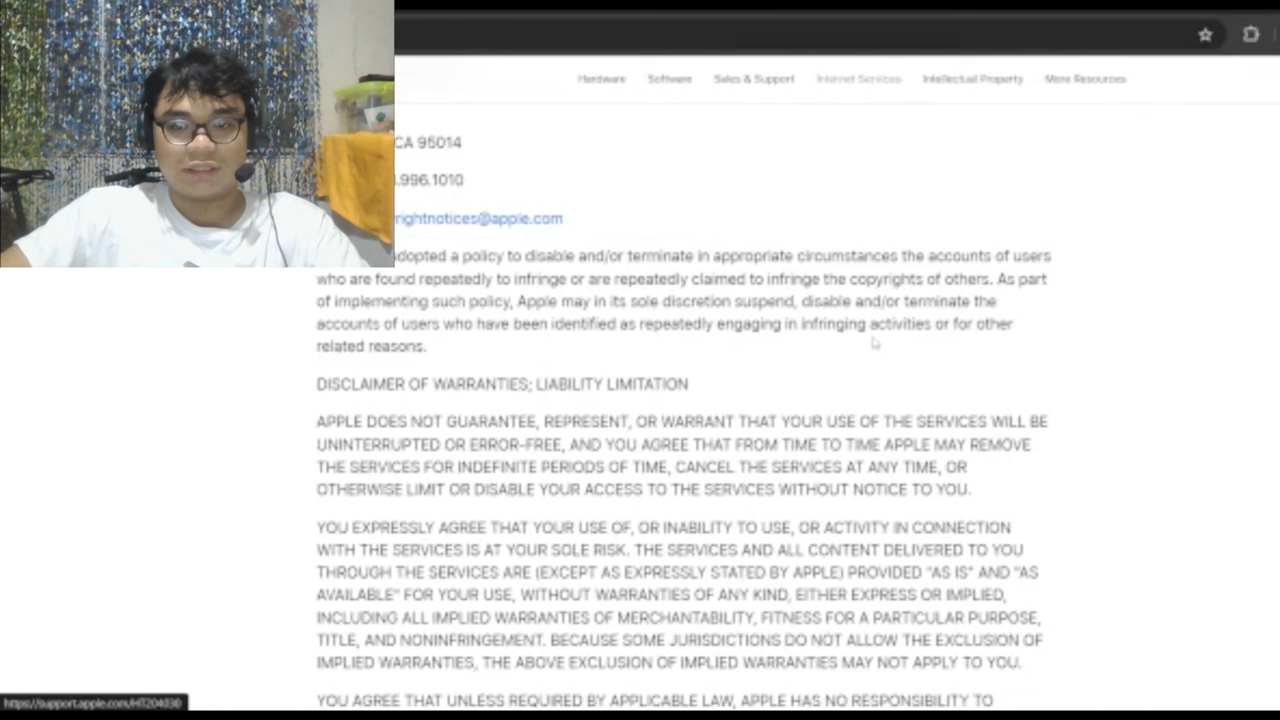 Hardware Software Sales & Support Internet Services Intellectual Property More Resources
CA 95014
.996.1010
rightnotices@apple.com
adopted a policy to disable and/or terminate in appropriate circumstances the accounts of users
who are found repeatedly to infringe or are repeatedly claimed to infringe the copyrights of others. As part
of implementing such policy, Apple may in its sole discretion suspend, disable and/or terminate the
accounts of users who have been identified as repeatedly engaging in infringing activities or for other
related reasons.
DISCLAIMER OF WARRANTIES; LIABILITY LIMITATION
APPLE DOES NOT GUARANTEE, REPRESENT, OR WARRANT THAT YOUR USE OF THE SERVICES WILL BE
UNINTERRUPTED OR ERROR-FREE, AND YOU AGREE THAT FROM TIME TO TIME APPLE MAY REMOVE
THE SERVICES FOR INDEFINITE PERIODS OF TIME, CANCEL THE SERVICES AT ANY TIME, OR
OTHERWISE LIMIT OR DISABLE YOUR ACCESS TO THE SERVICES WITHOUT NOTICE TO YOU.
YOU EXPRESSLY AGREE THAT YOUR USE OF, OR INABILITY TO USE, OR ACTIVITY IN CONNECTION
WITH THE SERVICES IS AT YOUR SOLE RISK. THE SERVICES AND ALL CONTENT DELIVERED TO YOU
THROUGH THE SERVICES ARE (EXCEPT AS EXPRESSLY STATED BY APPLE) PROVIDED "AS IS" AND "AS
AVAILABLE" FOR YOUR USE, WITHOUT WARRANTIES OF ANY KIND, EITHER EXPRESS OR IMPLIED,
INCLUDING ALL IMPLIED WARRANTIES OF MERCHANTABILITY, FITNESS FOR A PARTICULAR PURPOSE,
TITLE, AND NONINFRINGEMENT. BECAUSE SOME JURISDICTIONS DO NOT ALLOW THE EXCLUSION OF
IMPLIED WARRANTIES, THE ABOVE EXCLUSION OF IMPLIED WARRANTIES MAY NOT APPLY TO YOU.
YOU AGREE THAT UNLESS REQUIRED BY APPLICABLE LAW, APPLE HAS NO RESPONSIBILITY TO
https://support.apple.com/HT204030